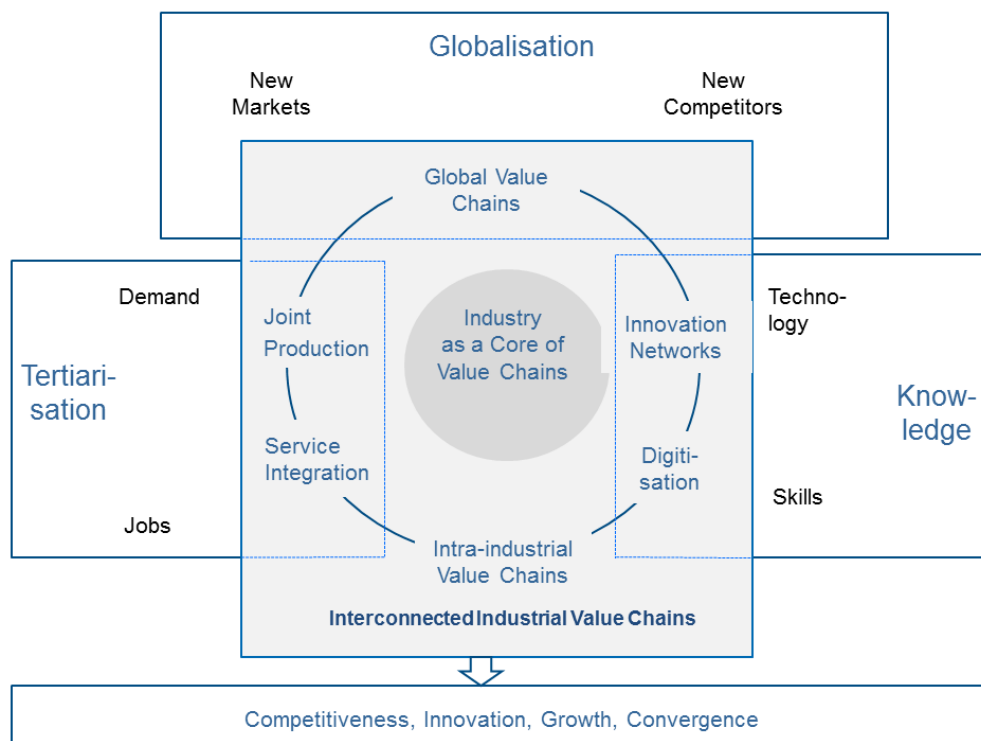 Globalisation
New
Markets
New
Competitors
Global Value
Chains
Demand
Joint
Production
Industry
as a Core of
Value Chains
Innovation
Networks
Techno-
logy
Tertiari-
sation
Know-
ledge
Service
Integration
Digiti-
sation
Skills
Jobs
Intra-industrial
Value Chains
Interconnected Industrial Value Chains
Competitiveness, Innovation, Growth, Convergence